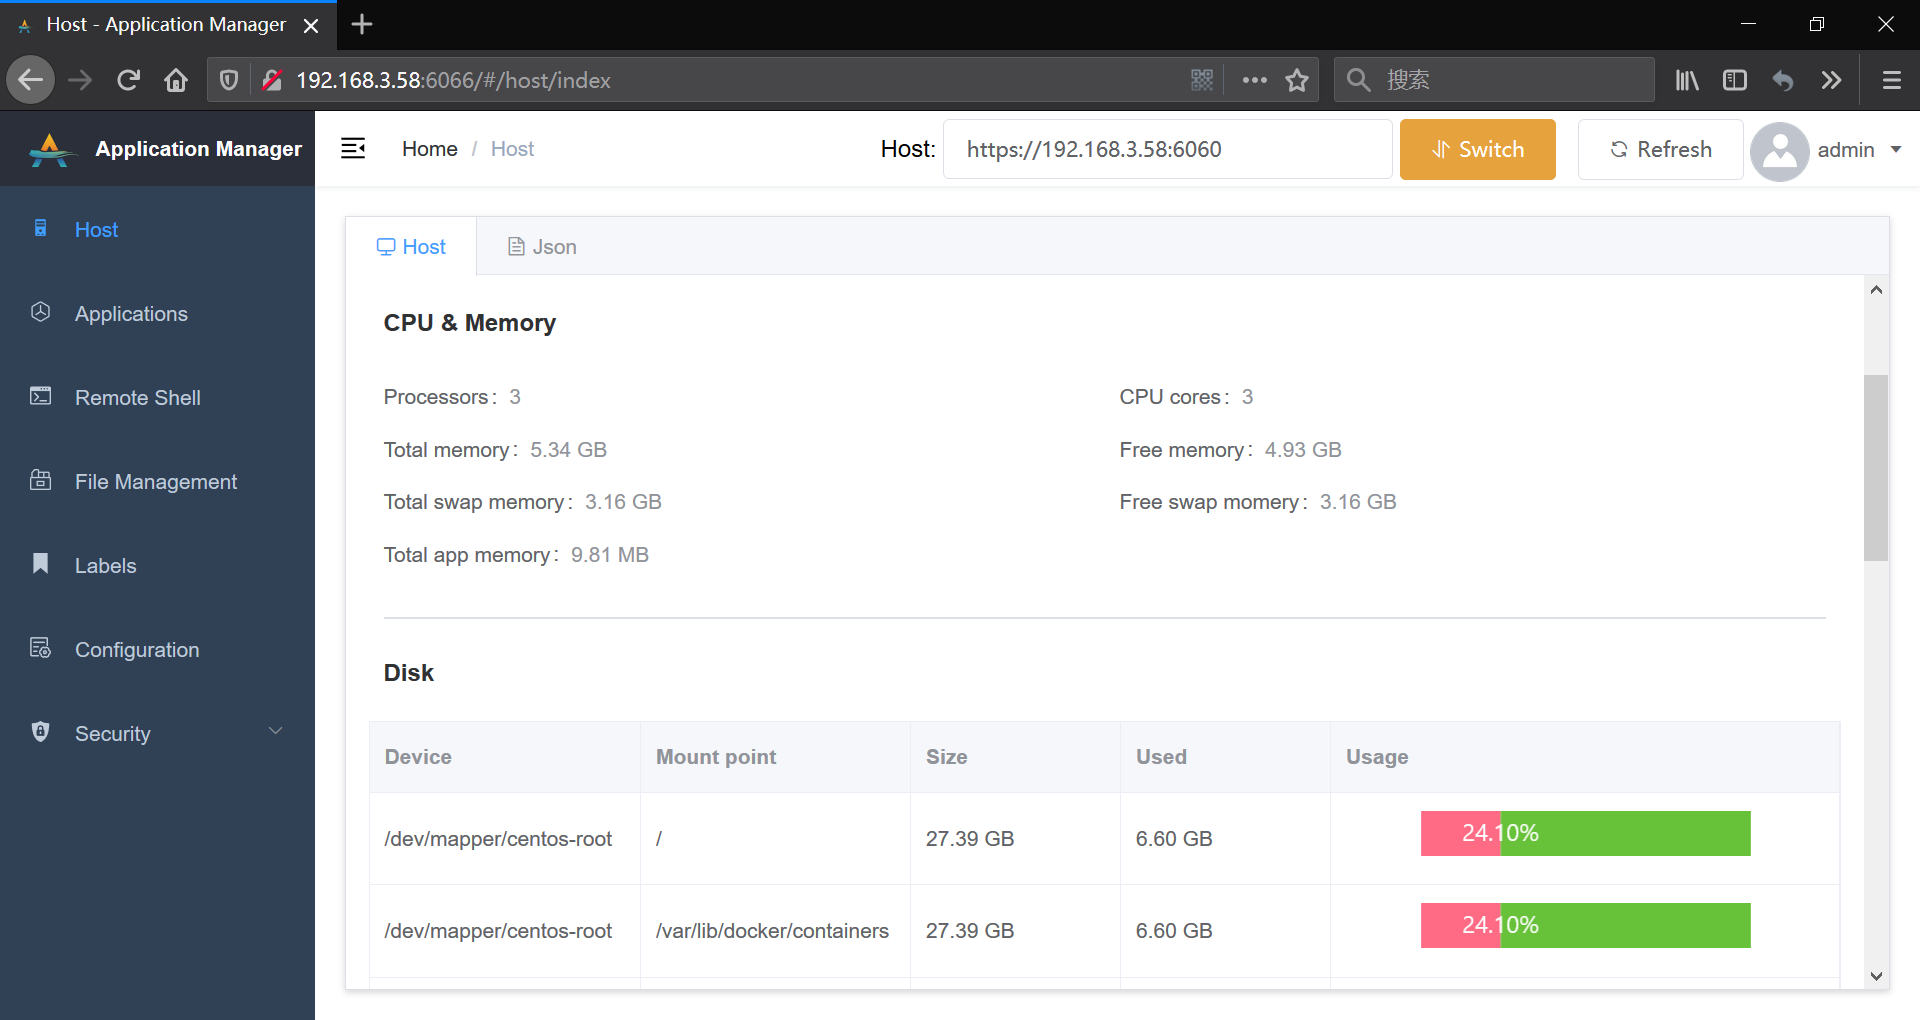 Host - Application Manager
192.168.3.58:6066/#/host/index
搜索
Application Manager
Home / Host
Host: https://192.168.3.58:6060
Switch
Refresh
admin
Host
Applications
Remote Shell
File Management
Labels
Configuration
Security
Host Json
CPU & Memory
Processors: 3 CPU cores: 3
Total memory: 5.34 GB Free memory: 4.93 GB
Total swap memory: 3.16 GB Free swap momery: 3.16 GB
Total app memory: 9.81 MB
Disk
Device Mount point Size Used Usage
/dev/mapper/centos-root / 27.39 GB 6.60 GB 24.10%
/dev/mapper/centos-root /var/lib/docker/containers 27.39 GB 6.60 GB 24.10%